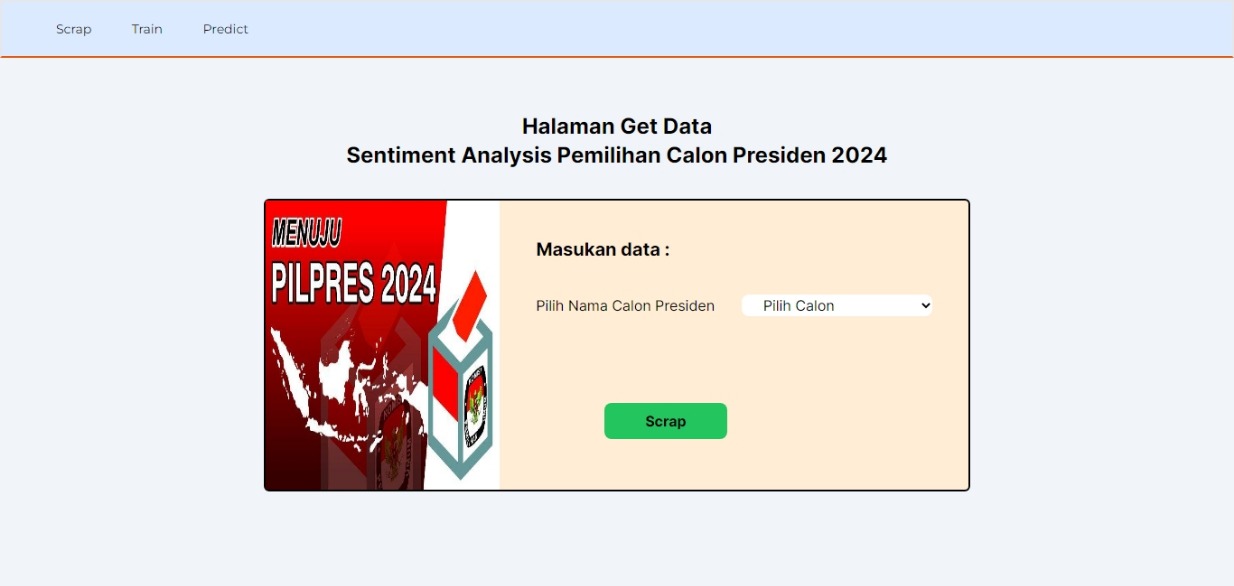 Scrap Train Predict
Halaman Get Data
Sentiment Analysis Pemilihan Calon Presiden 2024
MENUJU
PILPRES 2024
Masukan data :
Pilih Nama Calon Presiden Pilih Calon
Scrap